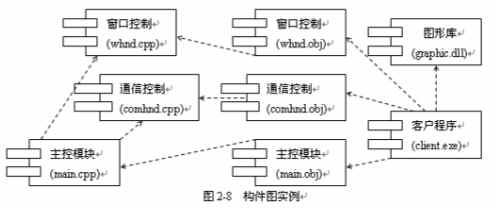 窗口控制
(whnd.cpp)
窗口控制
(whnd.obj)
图形库
(graphic.dll)
通信控制
(comhnd.cpp)
通信控制
(comhnd.obj)
客户程序
(client exe)
主控模块
(main.cpp)
主控模块
(main.obj)
图 2-8 构件图实例